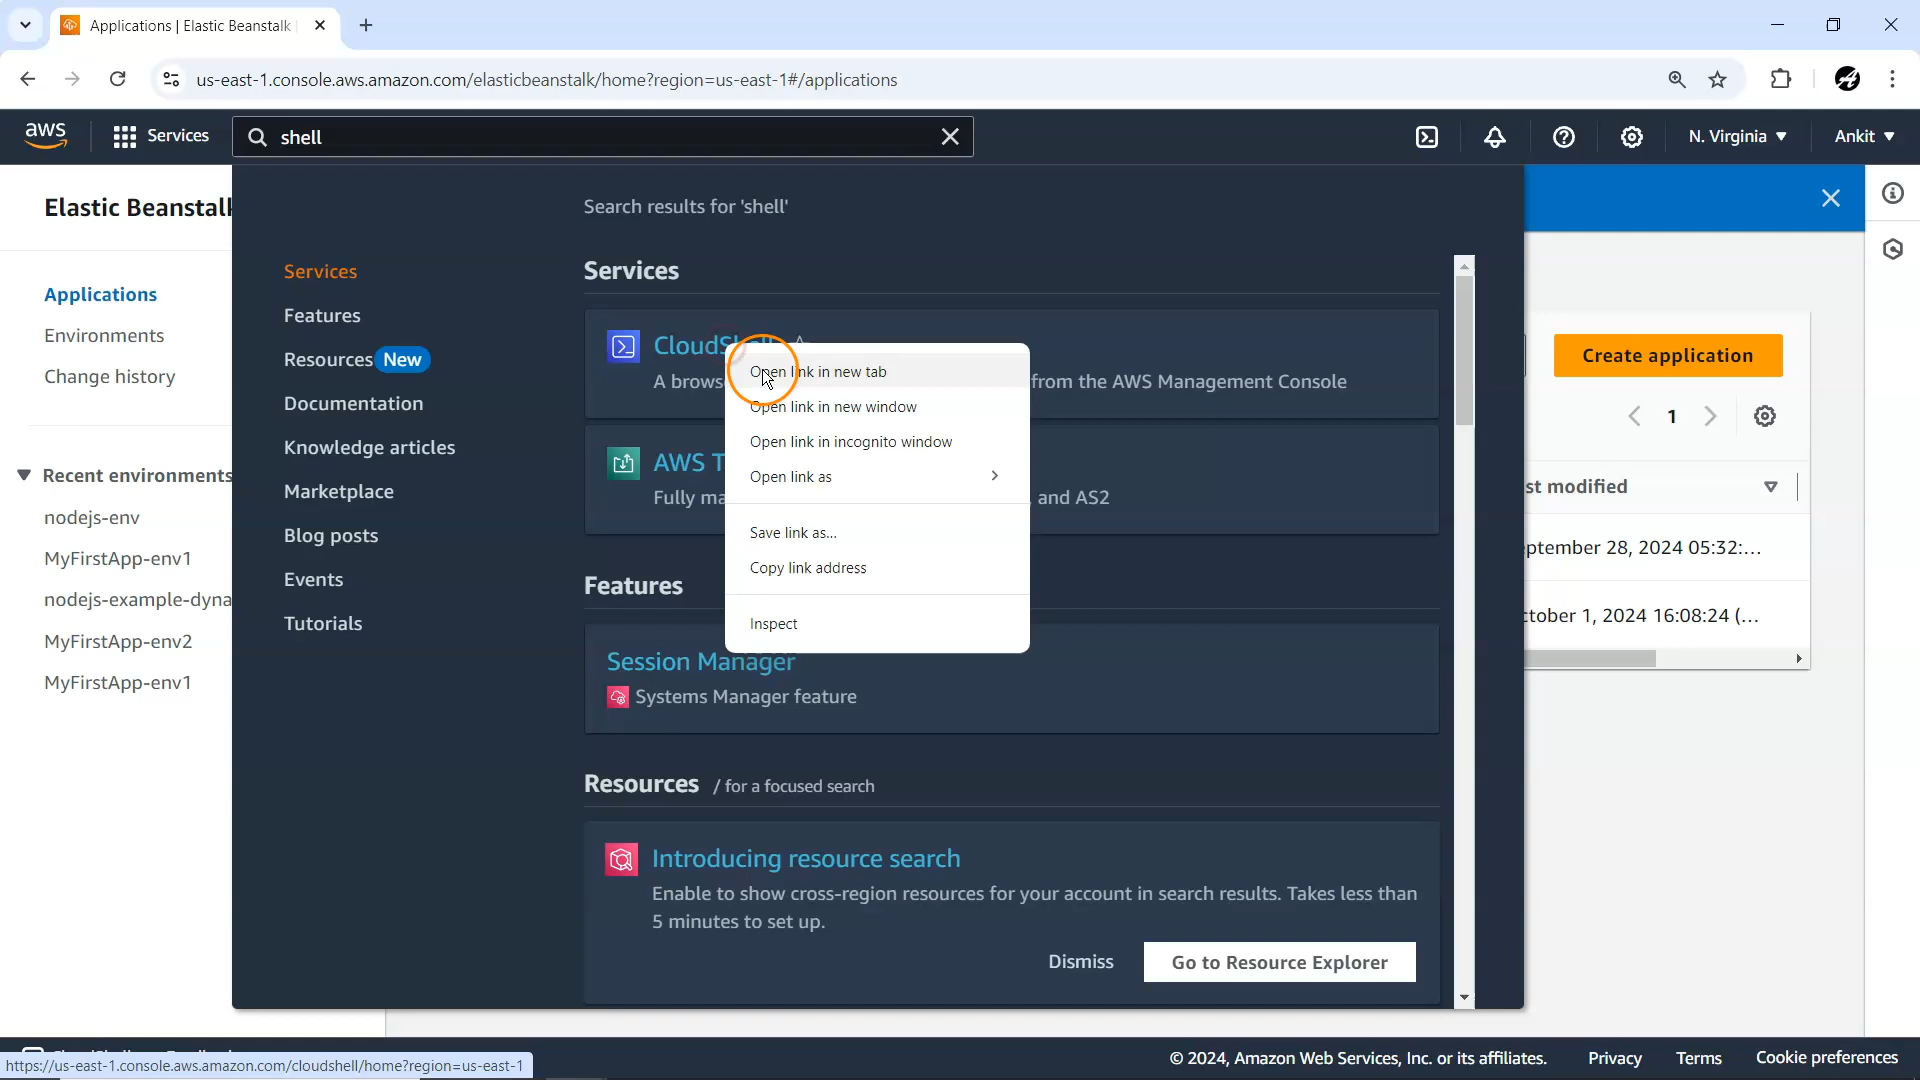 Applications | Elastic Beanstalk
us-east-1.console.aws.amazon.com/elasticbeanstalk/home?region=us-east-1#/applications
aws
Services
shell
N. Virginia
Ankit
Elastic Beanstalk
Applications
Environments
Change history
Recent environments
nodejs-env
MyFirstApp-env1
nodejs-example-dyna
MyFirstApp-env2
MyFirstApp-env1
Services
Features
Resources New
Documentation
Knowledge articles
Marketplace
Blog posts
Events
Tutorials
Search results for 'shell'
Services
CloudShell
A brows
from the AWS Management Console
AWS T
Fully ma
, and AS2
Features
Session Manager
Systems Manager feature
Resources / for a focused search
Introducing resource search
Enable to show cross-region resources for your account in search results. Takes less than
5 minutes to set up.
Dismiss
Go to Resource Explorer
Open link in new tab
Open link in new window
Open link in incognito window
Open link as
Save link as...
Copy link address
Inspect
Create application
1
st modified
ptember 28, 2024 05:32:...
ctober 1, 2024 16:08:24 (...
https://us-east-1.console.aws.amazon.com/cloudshell/home?region=us-east-1
© 2024, Amazon Web Services, Inc. or its affiliates.
Privacy
Terms
Cookie preferences